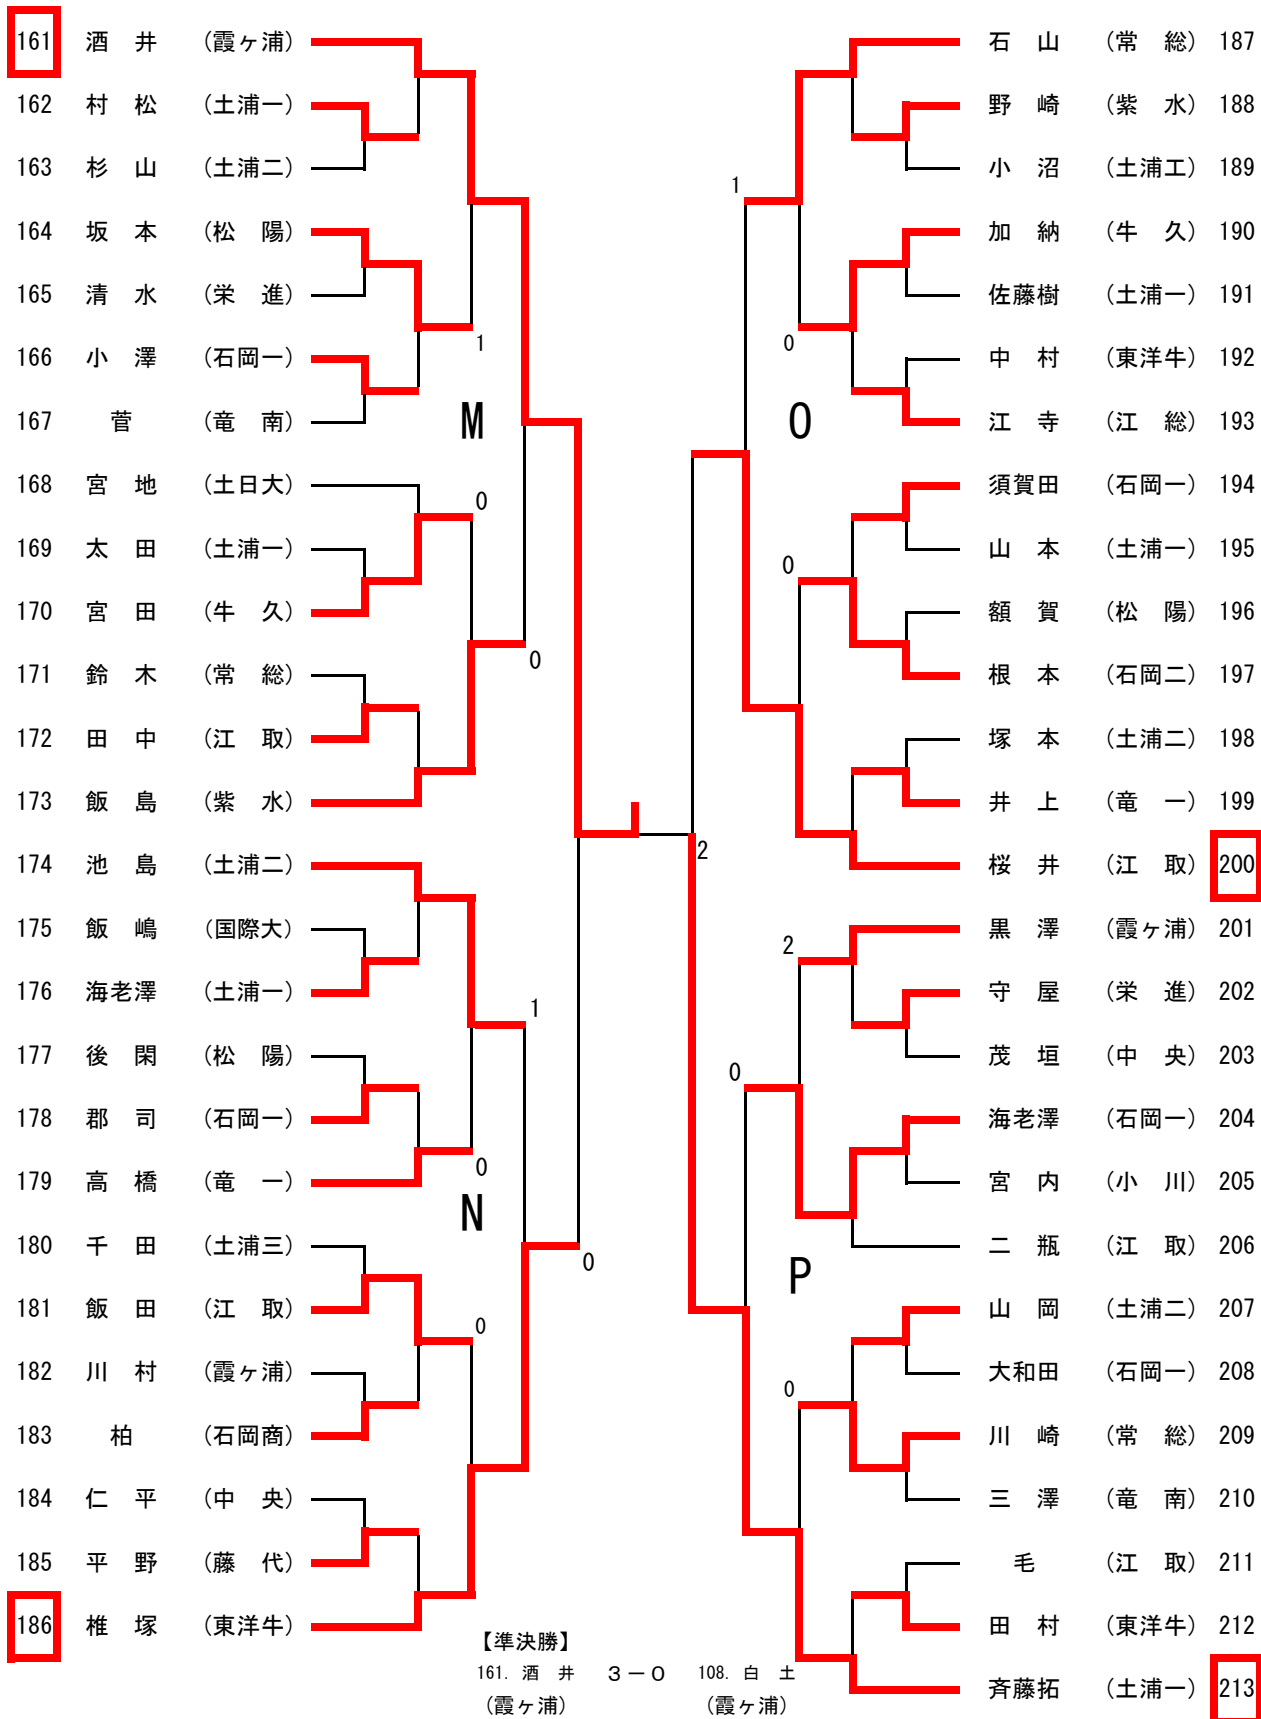 161 酒 井 (霞ヶ浦)
162 村 松 (土浦一)
163 杉 山 (土浦二)
164 坂 本 (松 陽)
165 清 水 (栄 進)
1
166 小 澤 (石岡一)
167 菅 (竜 南)
M
168 宮 地 (土日大)
0
169 太 田 (土浦一)
170 宮 田 (牛 久)
0
171 鈴 木 (常 総)
172 田 中 (江 取)
173 飯 島 (紫 水)
174 池 島 (土浦二)
175 飯 嶋 (国際大)
176 海老澤 (土浦一)
1
177 後 閑 (松 陽)
178 郡 司 (石岡一)
179 高 橋 (竜 一)
0
N
180 千 田 (土浦三)
0
181 飯 田 (江 取)
0
182 川 村 (霞ヶ浦)
183 柏 (石岡商)
184 仁 平 (中 央)
185 平 野 (藤 代)
186 椎 塚 (東洋牛)
石 山 (常 総) 187
野 崎 (紫 水) 188
小 沼 (土浦工) 189
1
加 納 (牛 久) 190
佐藤樹 (土浦一) 191
0
中 村 (東洋牛) 192
江 寺 (江 総) 193
O
須賀田 (石岡一) 194
山 本 (土浦一) 195
0
額 賀 (松 陽) 196
根 本 (石岡二) 197
塚 本 (土浦二) 198
井 上 (竜 一) 199
2
桜 井 (江 取) 200
黒 澤 (霞ヶ浦) 201
2
守 屋 (栄 進) 202
茂 垣 (中 央) 203
0
海老澤 (石岡一) 204
宮 内 (小 川) 205
二 瓶 (江 取) 206
P
山 岡 (土浦二) 207
大和田 (石岡一) 208
0
川 崎 (常 総) 209
三 澤 (竜 南) 210
毛 (江 取) 211
田 村 (東洋牛) 212
斉藤拓 (土浦一) 213
【準決勝】
161. 酒 井 3－0 108. 白 土
(霞ヶ浦) (霞ヶ浦)